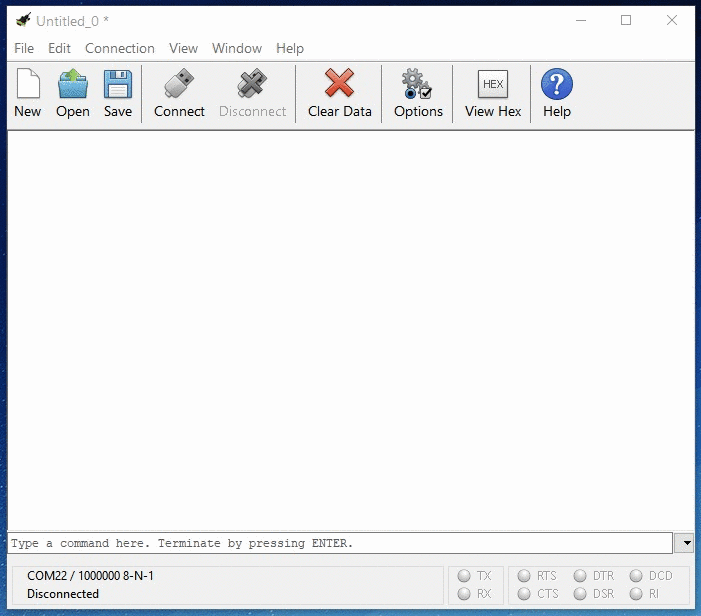 Untitled_0 *
File Edit Connection View Window Help
HEX
New Open Save Connect Disconnect Clear Data Options View Hex Help
Type a command here. Terminate by pressing ENTER.
COM22 / 1000000 8-N-1
Disconnected
TX RTS DTR DCD
RX CTS DSR RI